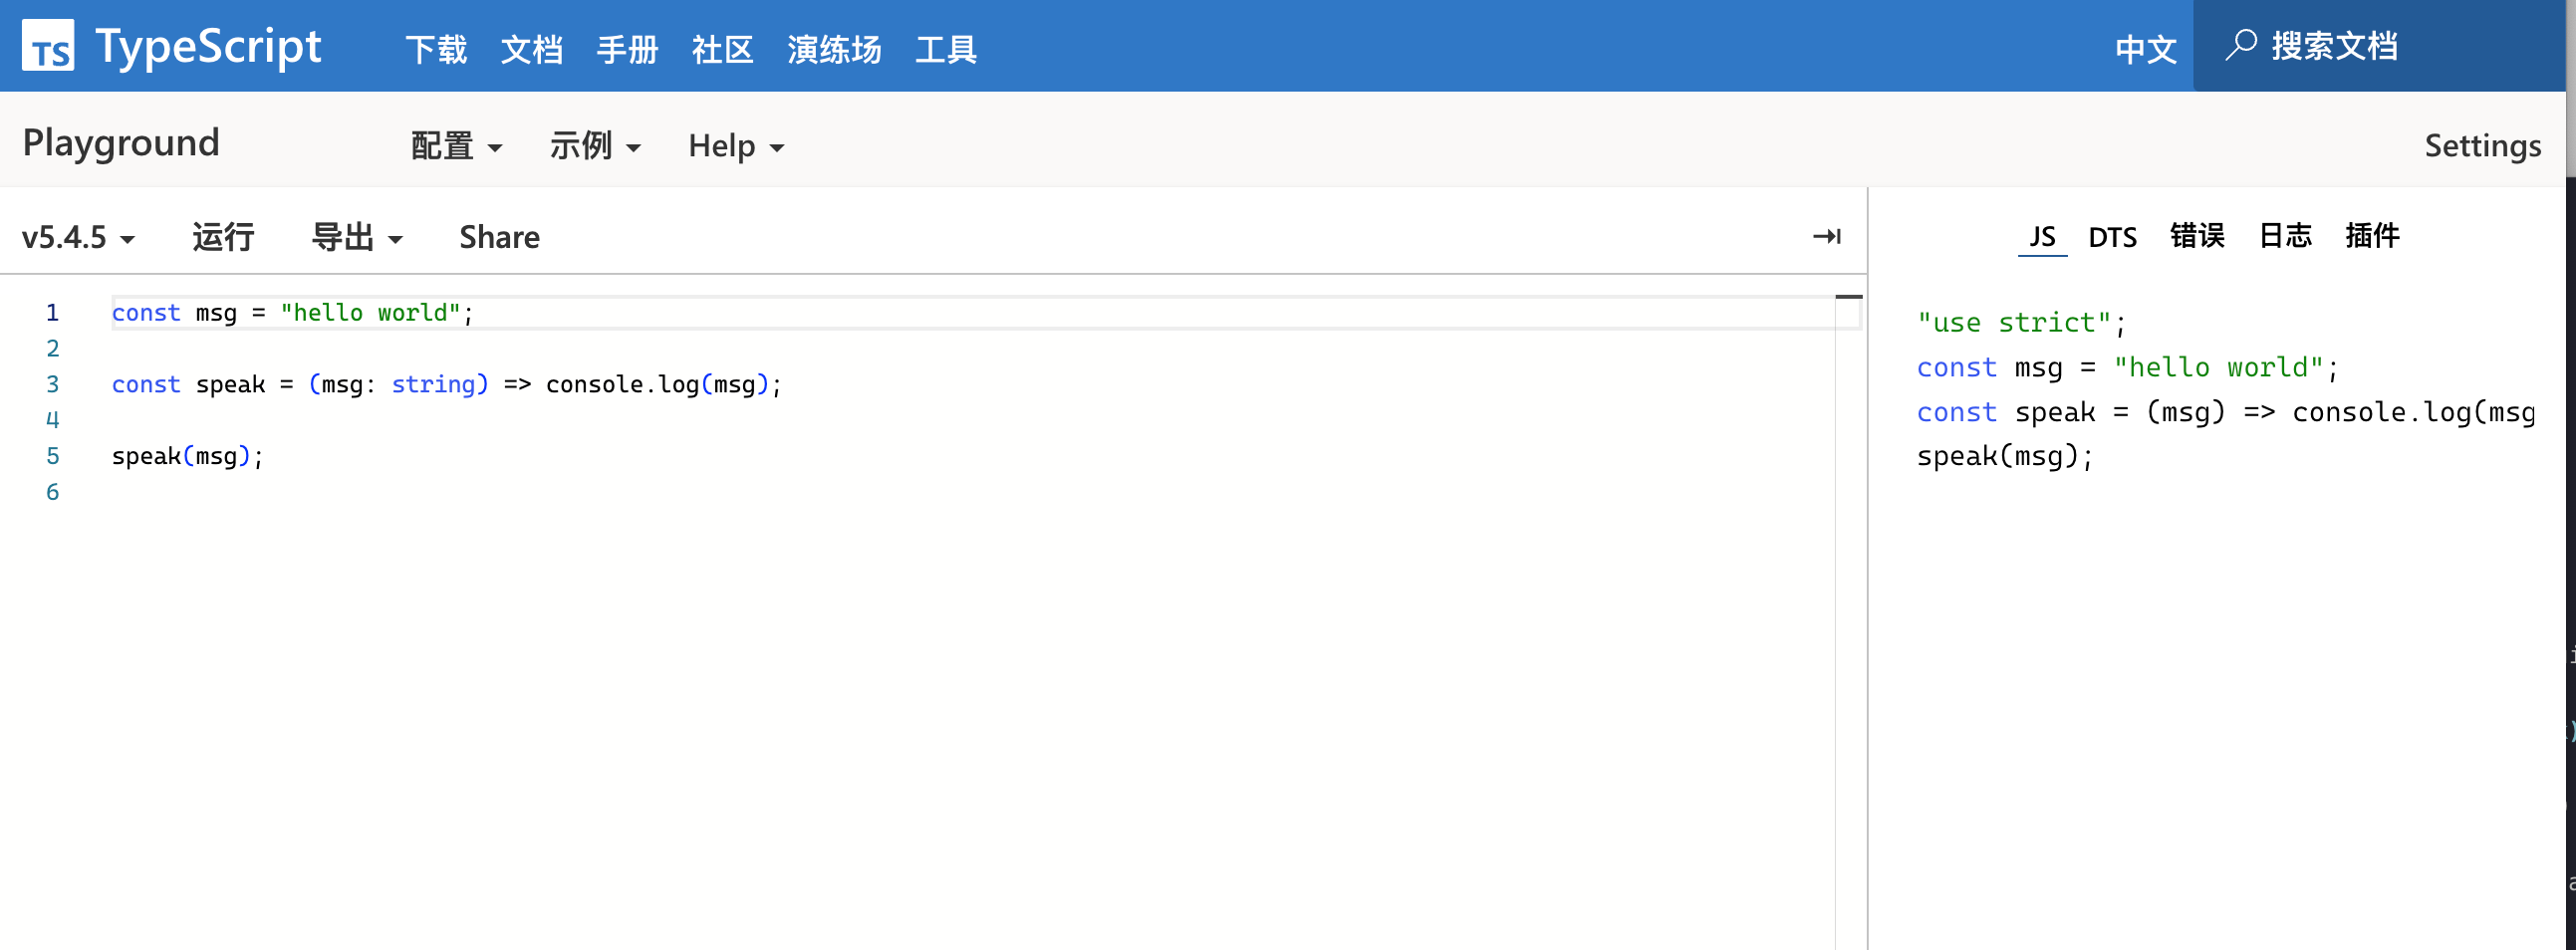 TS TypeScript 下载 文档 手册 社区 演练场 工具 中文 搜索文档
Playground 配置 示例 Help Settings
v5.4.5 运行 导出 Share JS DTS 错误 日志 插件
1 const msg = "hello world";
2
3 const speak = (msg: string) => console.log(msg);
4
5 speak(msg);
6
"use strict";
const msg = "hello world";
const speak = (msg) => console.log(msg
speak(msg);